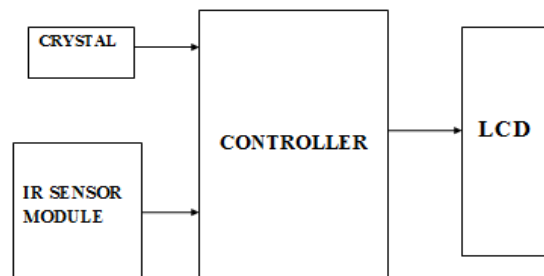 CRYSTAL
CONTROLLER
LCD
IR SENSOR
MODULE